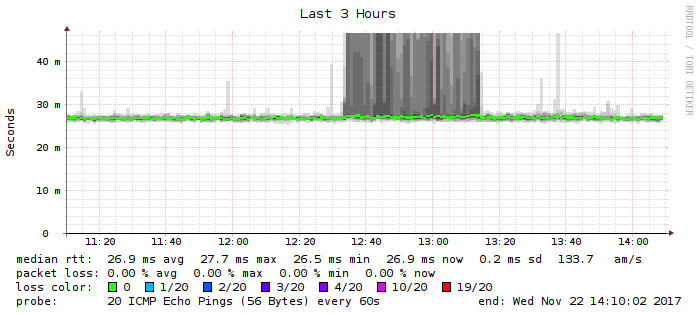 Last 3 Hours
RRDTOOL / TOBI OETIKER
Seconds
40 m
30 m
20 m
10 m
0
11:20 11:40 12:00 12:20 12:40 13:00 13:20 13:40 14:00
median rtt: 26.9 ms avg 27.7 ms max 26.5 ms min 26.9 ms now 0.2 ms sd 133.7 am/s
packet loss: 0.00 % avg 0.00 % max 0.00 % min 0.00 % now
loss color: 0 1/20 2/20 3/20 4/20 10/20 19/20
probe: 20 ICMP Echo Pings (56 Bytes) every 60s end: Wed Nov 22 14:10:02 2017